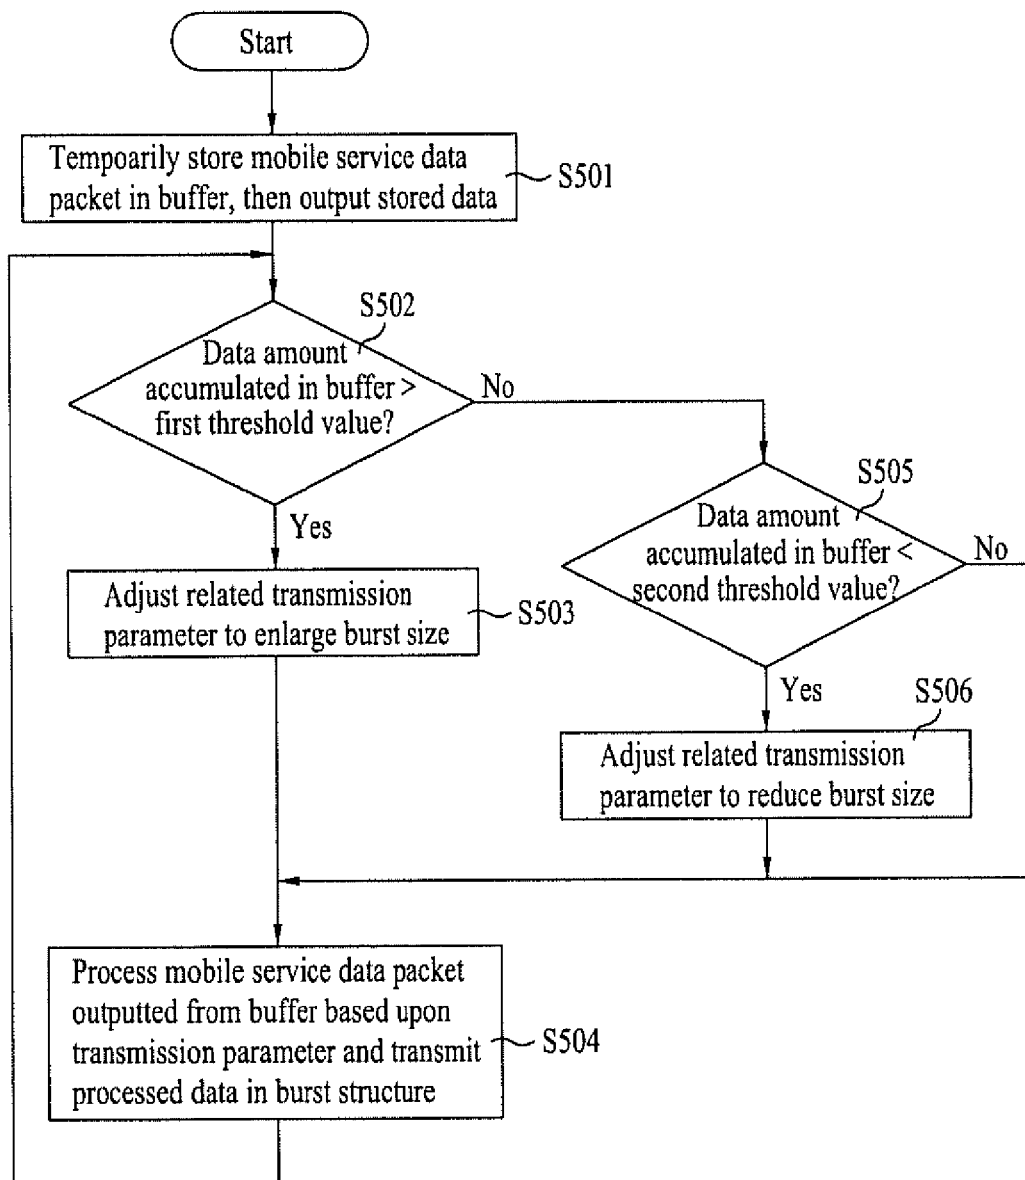 Start
Tempoarily store mobile service data
packet in buffer, then output stored data
S501
S502
Data amount
accumulated in buffer >
first threshold value?
No
Yes
S505
Data amount
accumulated in buffer <
second threshold value?
No
Yes
Adjust related transmission
parameter to enlarge burst size
S503
S506
Adjust related transmission
parameter to reduce burst size
Process mobile service data packet
outputted from buffer based upon
transmission parameter and transmit
processed data in burst structure
S504